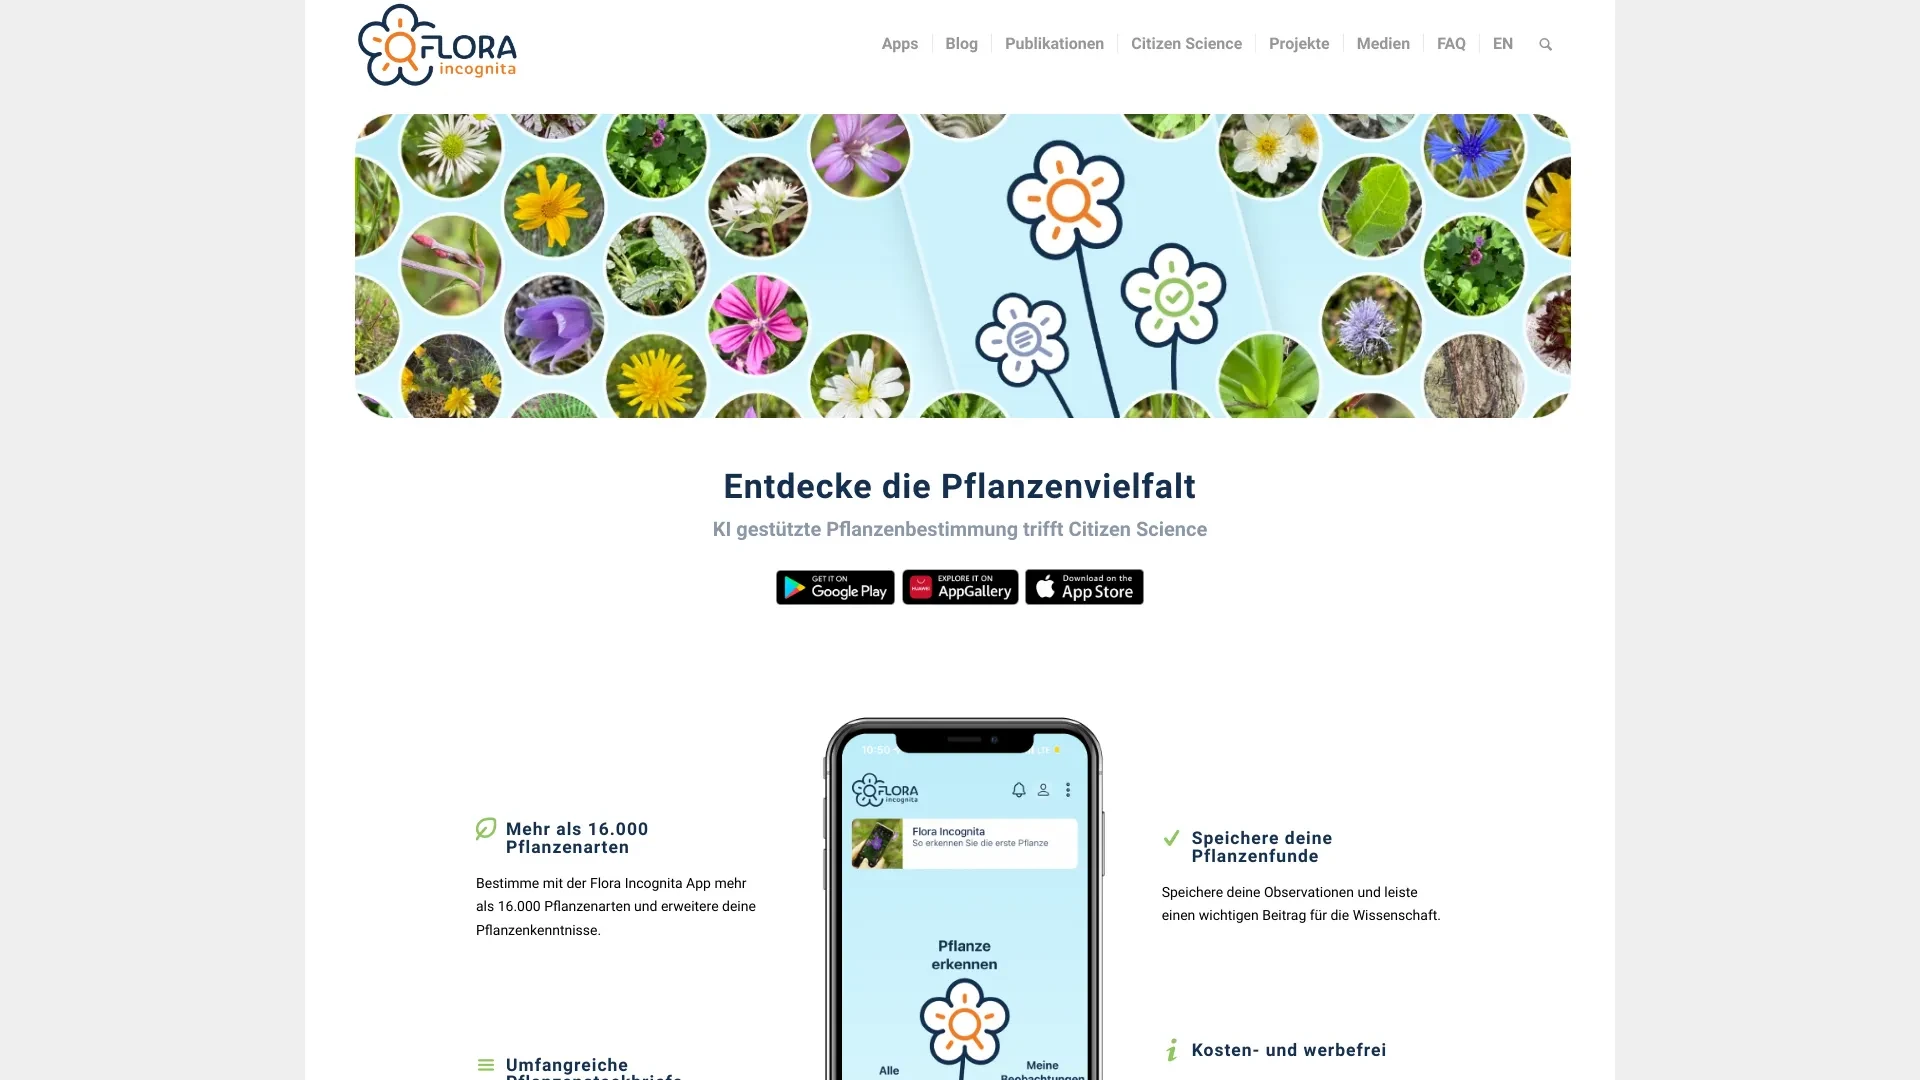 FLORA
incognita
Apps
Blog
Publikationen
Citizen Science
Projekte
Medien
FAQ
EN
Entdecke die Pflanzenvielfalt
KI gestützte Pflanzenbestimmung trifft Citizen Science
GET IT ON
Google Play
HUAWEI
EXPLORE IT ON
AppGallery
Download on the
App Store
Mehr als 16.000
Pflanzenarten
Bestimme mit der Flora Incognita App mehr
als 16.000 Pflanzenarten und erweitere deine
Pflanzenkenntnisse.
Umfangreiche
10:50
LTE
FLORA
incognita
Flora Incognita
So erkennen Sie die erste Pflanze
Pflanze
erkennen
Alle
Meine
Beobachtungen
Speichere deine
Pflanzenfunde
Speichere deine Observationen und leiste
einen wichtigen Beitrag für die Wissenschaft.
Kosten- und werbefrei